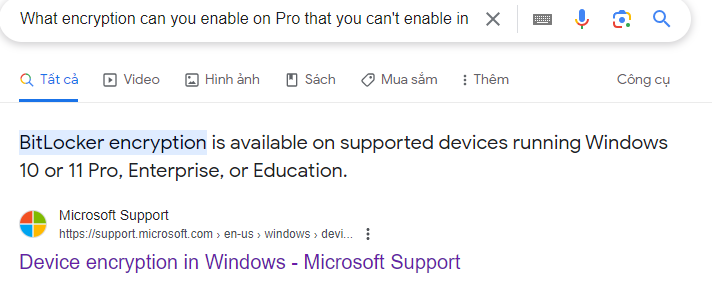 What encryption can you enable on Pro that you can't enable in
Tất cả Video Hình ảnh Sách Mua sắm Thêm Công cụ
BitLocker encryption is available on supported devices running Windows
10 or 11 Pro, Enterprise, or Education.
Microsoft Support
https://support.microsoft.com › en-us › windows › devi...
Device encryption in Windows - Microsoft Support